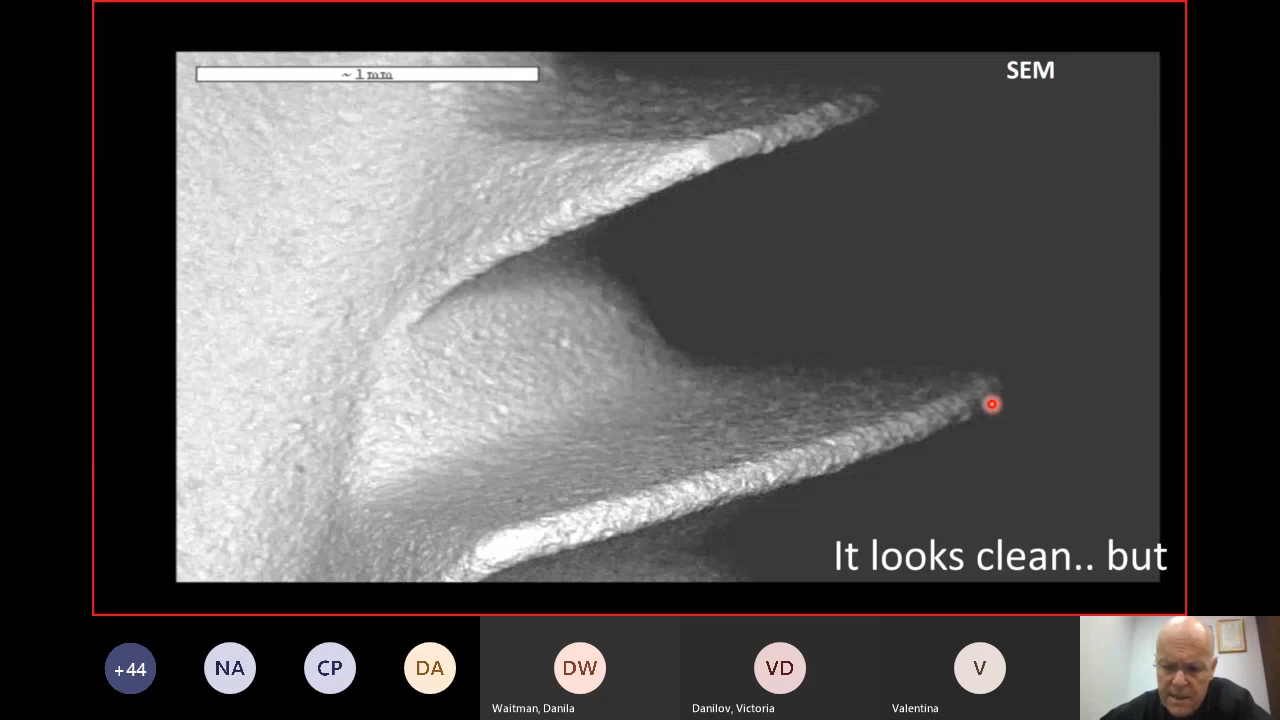 ~ 1 mm
SEM
It looks clean.. but
+44
NA
CP
DA
DW
VD
V
Waitman, Danila
Danilov, Victoria
Valentina